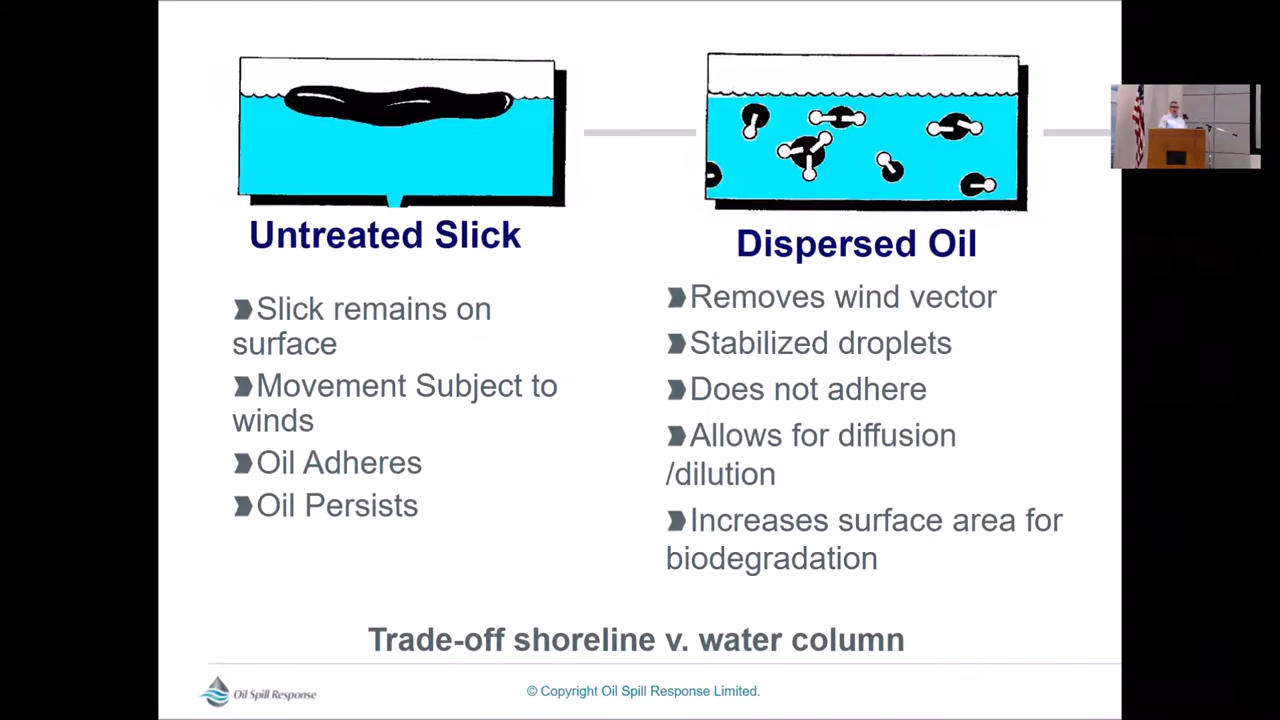 Untreated Slick
Slick remains on
surface
Movement Subject to
winds
Oil Adheres
Oil Persists
Dispersed Oil
Removes wind vector
Stabilized droplets
Does not adhere
Allows for diffusion
/dilution
Increases surface area for
biodegradation
Trade-off shoreline v. water column
Oil Spill Response
© Copyright Oil Spill Response Limited.